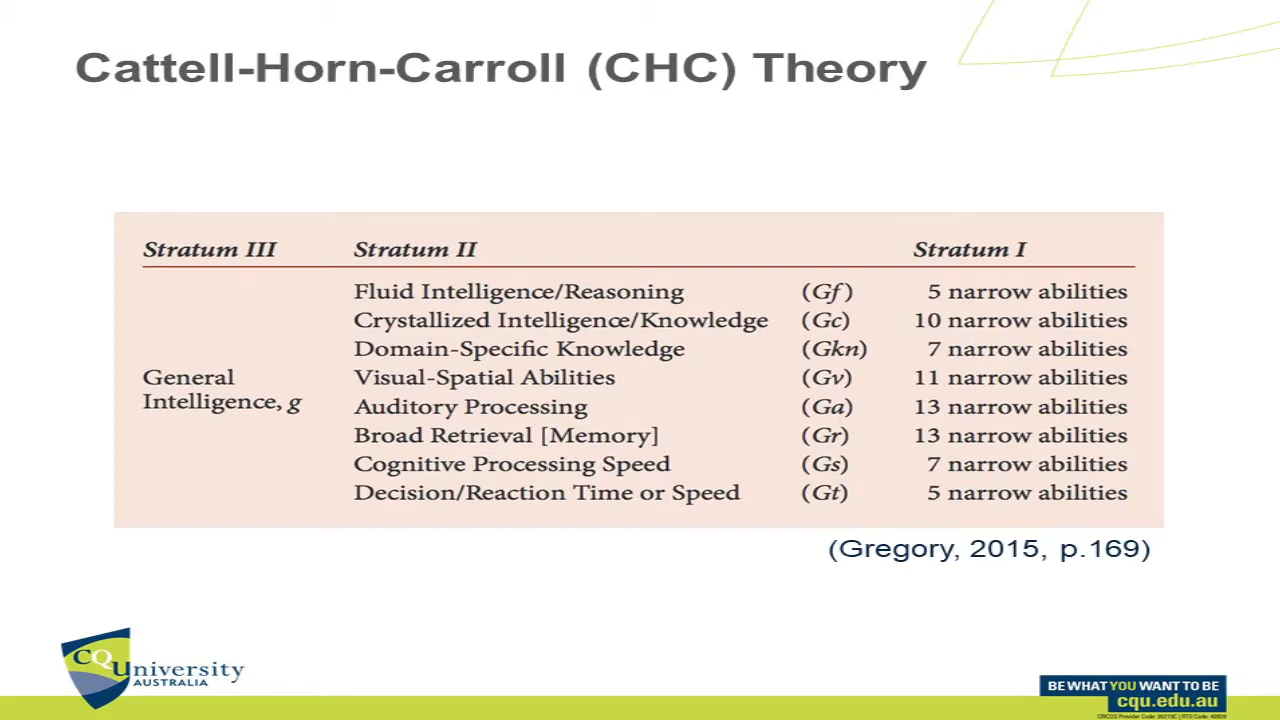 Cattell-Horn-Carroll (CHC) Theory
Stratum III Stratum II Stratum I
Fluid Intelligence/Reasoning (Gf) 5 narrow abilities
Crystallized Intelligence/Knowledge (Gc) 10 narrow abilities
Domain-Specific Knowledge (Gkn) 7 narrow abilities
General Intelligence, g
Visual-Spatial Abilities (Gv) 11 narrow abilities
Auditory Processing (Ga) 13 narrow abilities
Broad Retrieval [Memory] (Gr) 13 narrow abilities
Cognitive Processing Speed (Gs) 7 narrow abilities
Decision/Reaction Time or Speed (Gt) 5 narrow abilities
(Gregory, 2015, p.169)
CQUniversity
AUSTRALIA
BE WHAT YOU WANT TO BE
cqu.edu.au